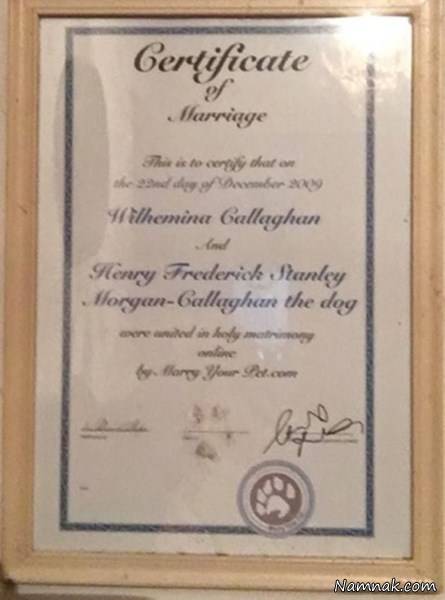 Certificate
of
Marriage
This is to certify that on
the 22nd day of December 2009
Wilhemina Callaghan
And
Henry Frederick Stanley
Morgan-Callaghan the dog
were united in holy matrimony
online
by Marry Your Pet.com
Namnak.com